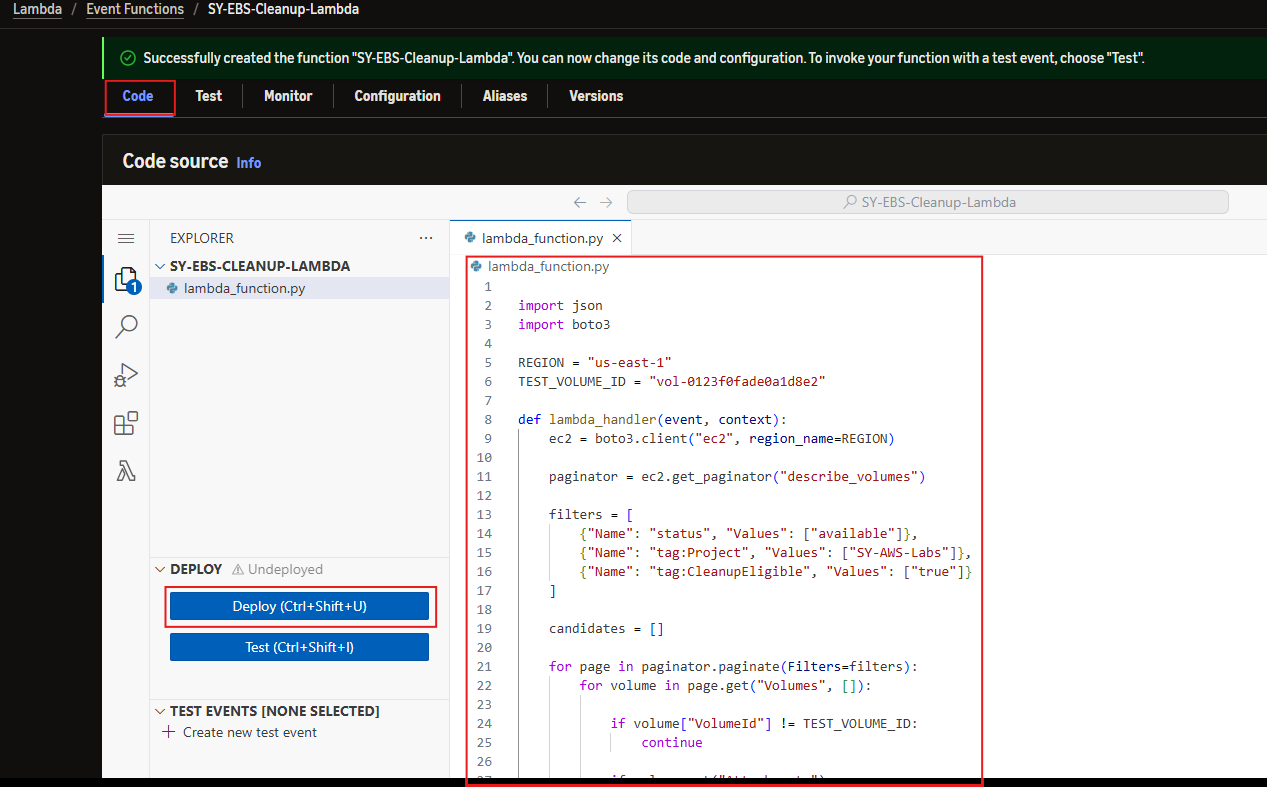 Lambda / Event Functions / SY-EBS-Cleanup-Lambda
Successfully created the function "SY-EBS-Cleanup-Lambda". You can now change its code and configuration. To invoke your function with a test event, choose "Test".
Code Test Monitor Configuration Aliases Versions
Code source Info
SY-EBS-Cleanup-Lambda
EXPLORER
SY-EBS-CLEANUP-LAMBDA
lambda_function.py
1
DEPLOY Undeployed
Deploy (Ctrl+Shift+U)
Test (Ctrl+Shift+I)
TEST EVENTS [NONE SELECTED]
Create new test event
lambda_function.py
lambda_function.py
1
2 import json
3 import boto3
4
5 REGION = "us-east-1"
6 TEST_VOLUME_ID = "vol-0123f0fade0a1d8e2"
7
8 def lambda_handler(event, context):
9 ec2 = boto3.client("ec2", region_name=REGION)
10
11 paginator = ec2.get_paginator("describe_volumes")
12
13 filters = [
14 {"Name": "status", "Values": ["available"]},
15 {"Name": "tag:Project", "Values": ["SY-AWS-Labs"]},
16 {"Name": "tag:CleanupEligible", "Values": ["true"]}
17 ]
18
19 candidates = []
20
21 for page in paginator.paginate(Filters=filters):
22 for volume in page.get("Volumes", []):
23
24 if volume["VolumeId"] != TEST_VOLUME_ID:
25 continue
26